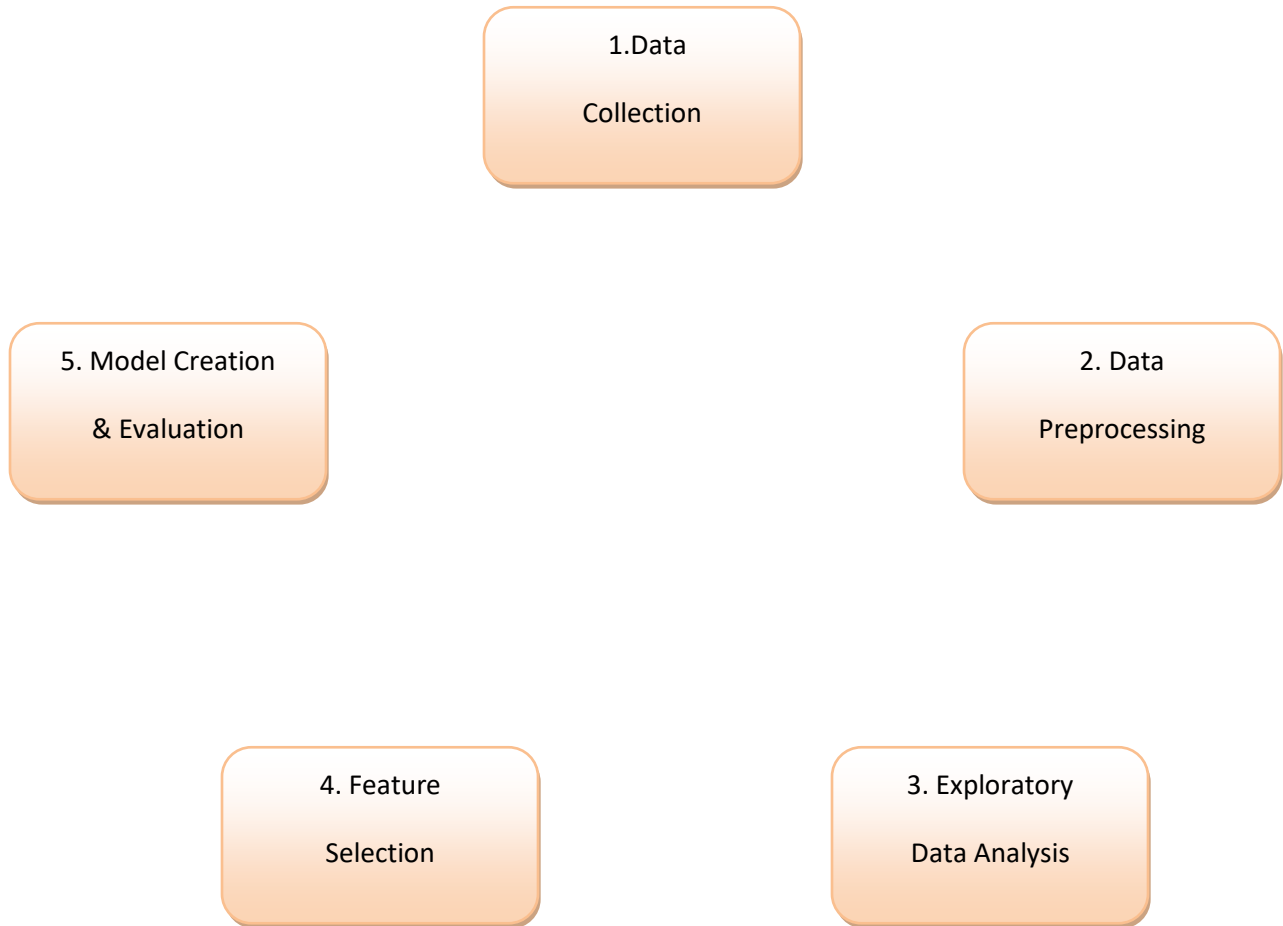 1.Data
Collection
2. Data
Preprocessing
3. Exploratory
Data Analysis
4. Feature
Selection
5. Model Creation
& Evaluation